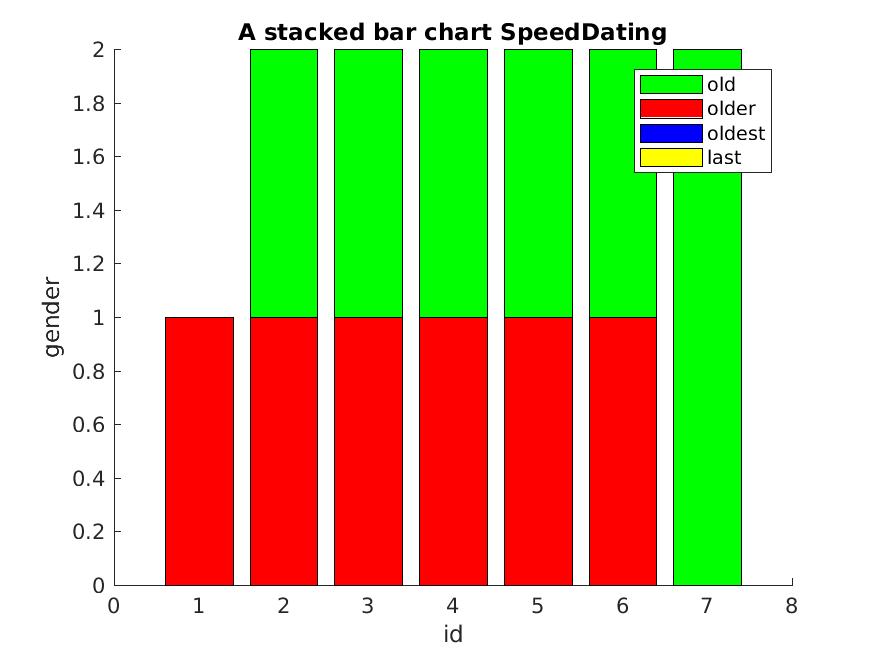 A stacked bar chart SpeedDating
2
1.8
1.6
1.4
1.2
1
0.8
0.6
0.4
0.2
0
gender
old
older
oldest
last
0 1 2 3 4 5 6 7 8
id